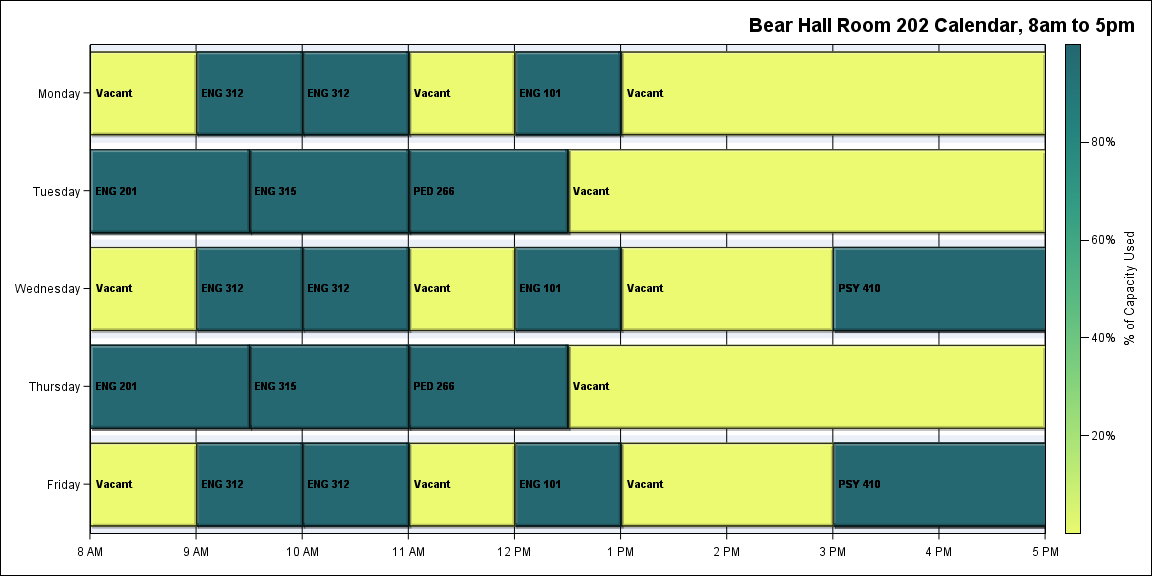 Bear Hall Room 202 Calendar, 8am to 5pm
Monday
Vacant
ENG 312
ENG 312
Vacant
ENG 101
Vacant
Tuesday
ENG 201
ENG 315
PED 266
Vacant
Wednesday
Vacant
ENG 312
ENG 312
Vacant
ENG 101
Vacant
PSY 410
Thursday
ENG 201
ENG 315
PED 266
Vacant
Friday
Vacant
ENG 312
ENG 312
Vacant
ENG 101
Vacant
PSY 410
8 AM
9 AM
10 AM
11 AM
12 PM
1 PM
2 PM
3 PM
4 PM
5 PM
80%
60%
40%
20%
% of Capacity Used